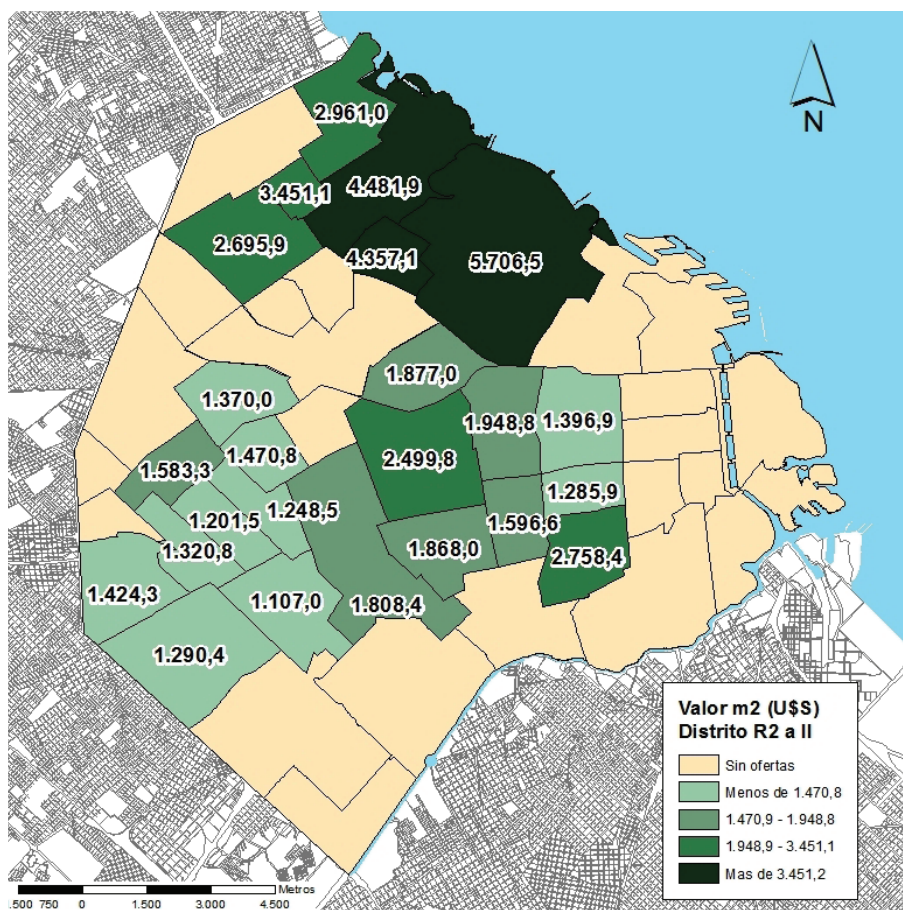 N
2.961,0
3.451,1
4.481,9
2.695,9
4.357,1
5.706,5
1.877,0
1.370,0
1.948,8
1.396,9
1.470,8
2.499,8
1.583,3
1.248,5
1.285,9
1.201,5
1.596,6
1.320,8
1.868,0
2.758,4
1.424,3
1.107,0
1.808,4
1.290,4
Valor m2 (U$S)
Distrito R2 a II
Sin ofertas
Menos de 1.470,8
1.470,9 - 1.948,8
1.948,9 - 3.451,1
Mas de 3.451,2
Metros
.500 750 0 1.500 3.000 4.500